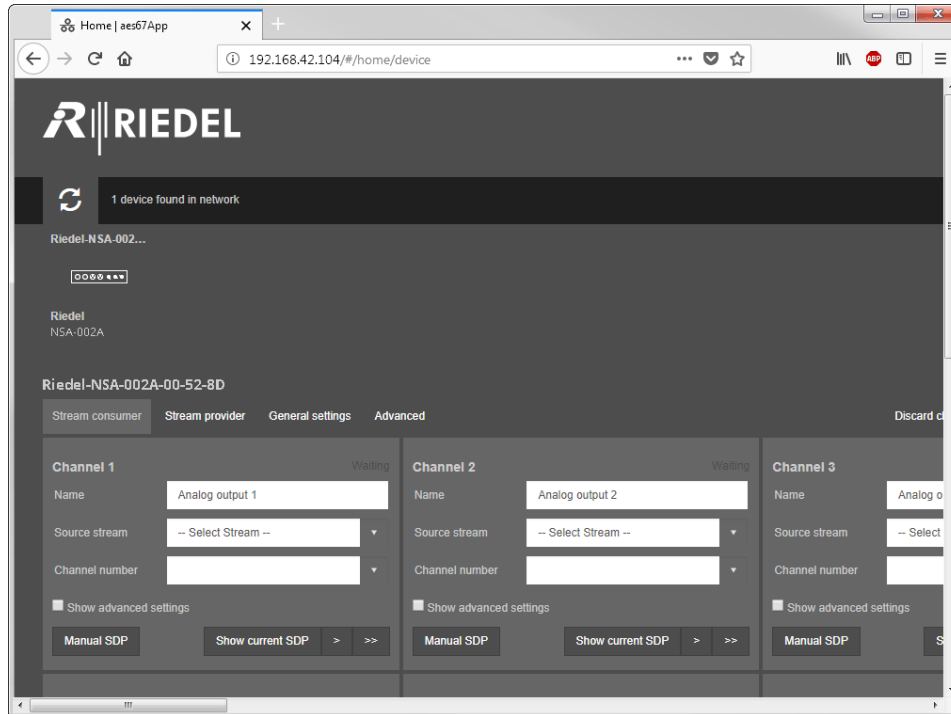 Home | aes67App
192.168.42.104/#/home/device
ABP
RIEDEL
1 device found in network
Riedel-NSA-002...
Riedel
NSA-002A
Riedel-NSA-002A-00-52-8D
Stream consumer Stream provider General settings Advanced Discard
Channel 1 Waiting Channel 2 Waiting Channel 3
Name Analog output 1 Name Analog output 2 Name Analog
Source stream -- Select Stream -- Source stream -- Select Stream -- Source stream -- Select
Channel number Channel number Channel number
Show advanced settings Show advanced settings Show advanced settings
Manual SDP Show current SDP > >> Manual SDP Show current SDP > >> Manual SDP